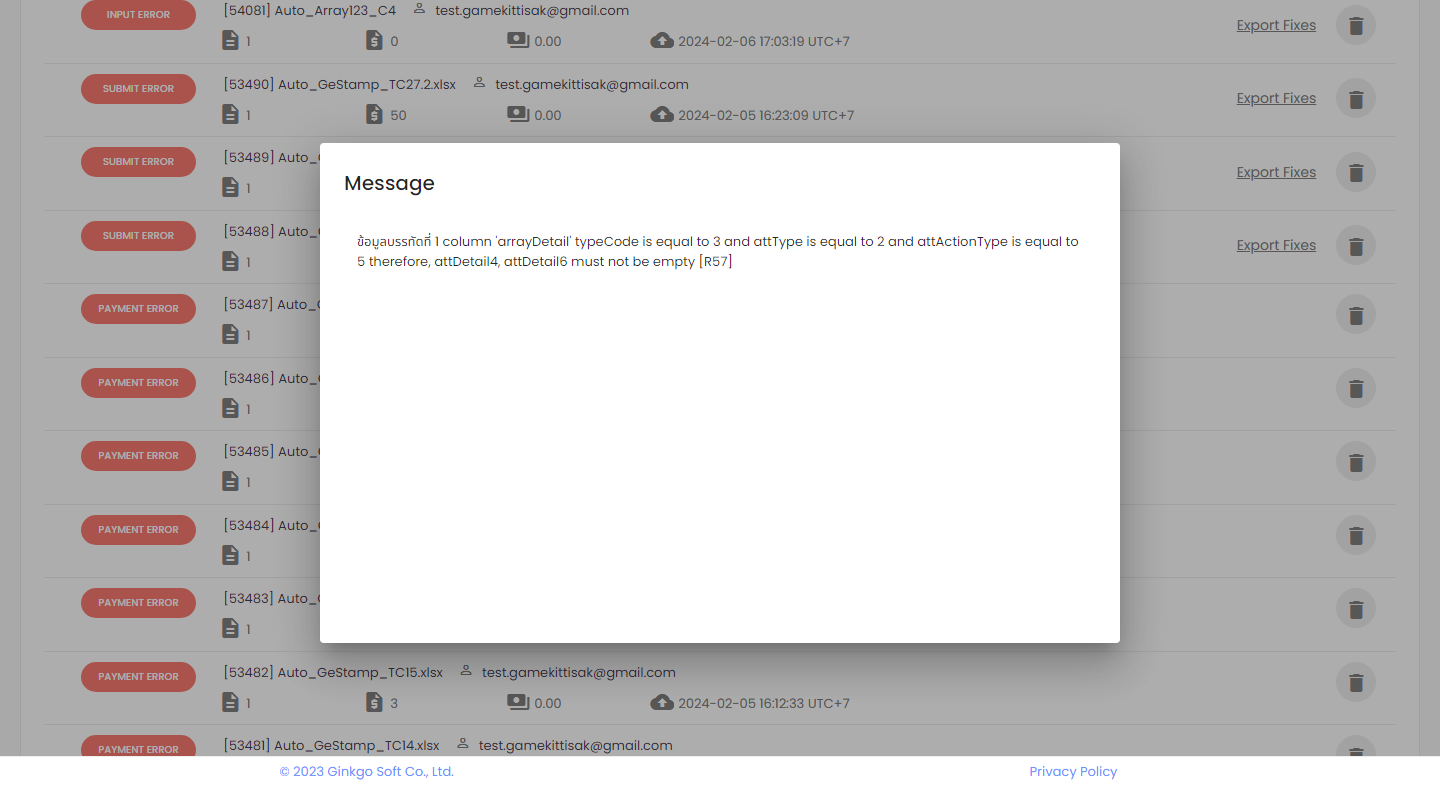 INPUT ERROR
[54081] Auto_Array123_C4 test.gamekittisak@gmail.com
1 0 0.00 2024-02-06 17:03:19 UTC+7
Export Fixes
SUBMIT ERROR
[53490] Auto_GeStamp_TC27.2.xlsx test.gamekittisak@gmail.com
1 50 0.00 2024-02-05 16:23:09 UTC+7
Export Fixes
SUBMIT ERROR
[53489] Auto_
1
Export Fixes
Message
ข้อมูลบรรทัดที่ 1 column 'arrayDetail' typeCode is equal to 3 and attType is equal to 2 and attActionType is equal to
5 therefore, attDetail4, attDetail6 must not be empty [R57]
SUBMIT ERROR
[53488] Auto_
1
Export Fixes
PAYMENT ERROR
[53487] Auto_
1
PAYMENT ERROR
[53486] Auto_
1
PAYMENT ERROR
[53485] Auto_
1
PAYMENT ERROR
[53484] Auto_
1
PAYMENT ERROR
[53483] Auto_
1
PAYMENT ERROR
[53482] Auto_GeStamp_TC15.xlsx test.gamekittisak@gmail.com
1 3 0.00 2024-02-05 16:12:33 UTC+7
PAYMENT ERROR
[53481] Auto_GeStamp_TC14.xlsx test.gamekittisak@gmail.com
© 2023 Ginkgo Soft Co., Ltd.
Privacy Policy